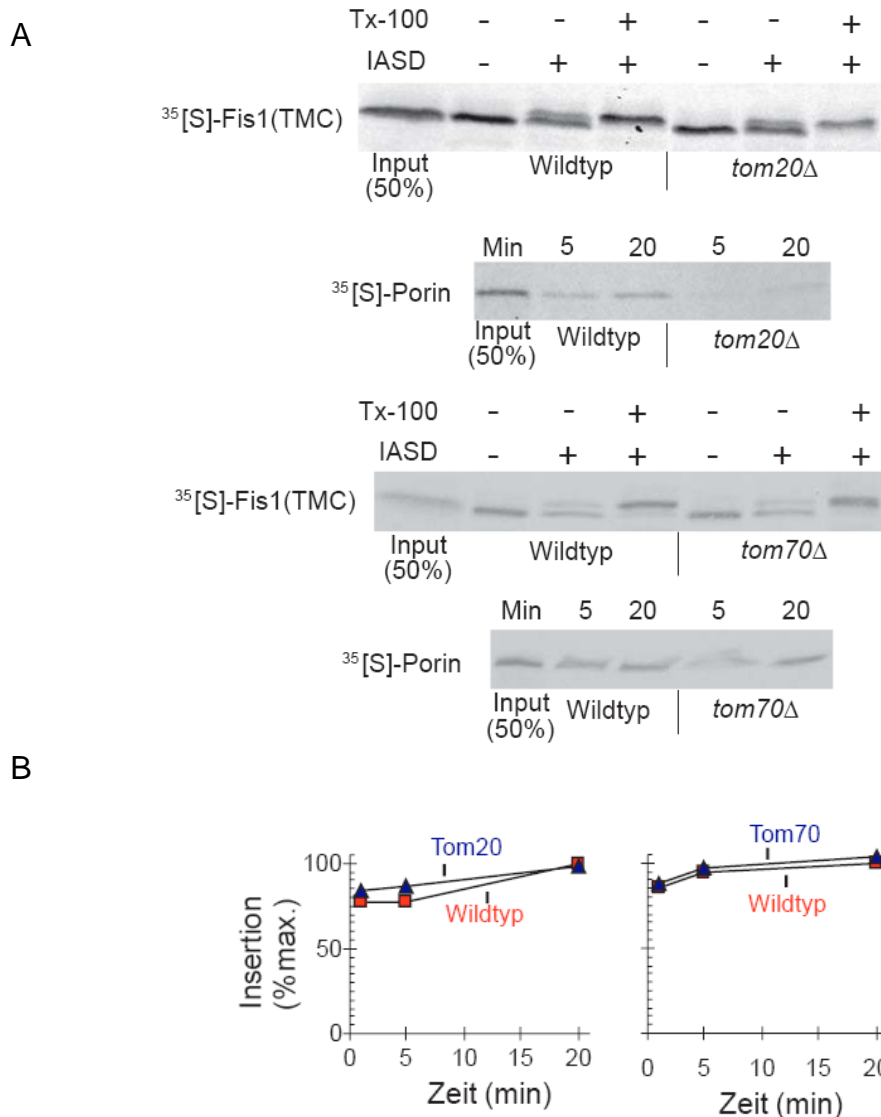 A
Tx-100 - - + - - +
IASD - + + - + +
³⁵[S]-Fis1(TMC)
Input Wildtyp tom20Δ
(50%)
Min 5 20 5 20
³⁵[S]-Porin
Input Wildtyp tom20Δ
(50%)
Tx-100 - - + - - +
IASD - + + - + +
³⁵[S]-Fis1(TMC)
Input Wildtyp tom70Δ
(50%)
Min 5 20 5 20
³⁵[S]-Porin
Input Wildtyp tom70Δ
(50%)
B
Insertion
(%max.)
100
50
0
Tom20
Wildtyp
0 5 10 15 20
Zeit (min)
Tom70
Wildtyp
0 5 10 15 20
Zeit (min)